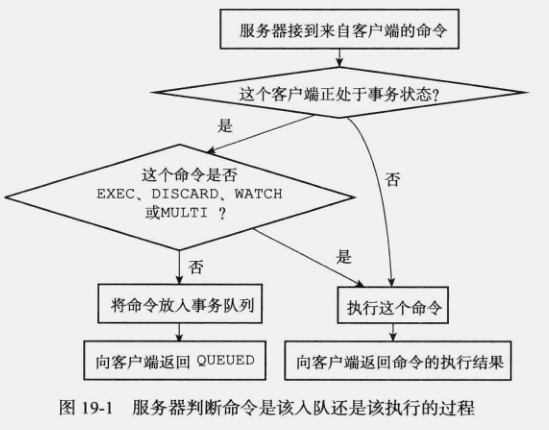 服务器接到来自客户端的命令
这个客户端正处于事务状态?
是
这个命令是否
EXEC、DISCARD、WATCH
或MULTI ?
否
是
否
将命令放入事务队列
执行这个命令
向客户端返回 QUEUED
向客户端返回命令的执行结果
图 19-1 服务器判断命令是该入队还是该执行的过程